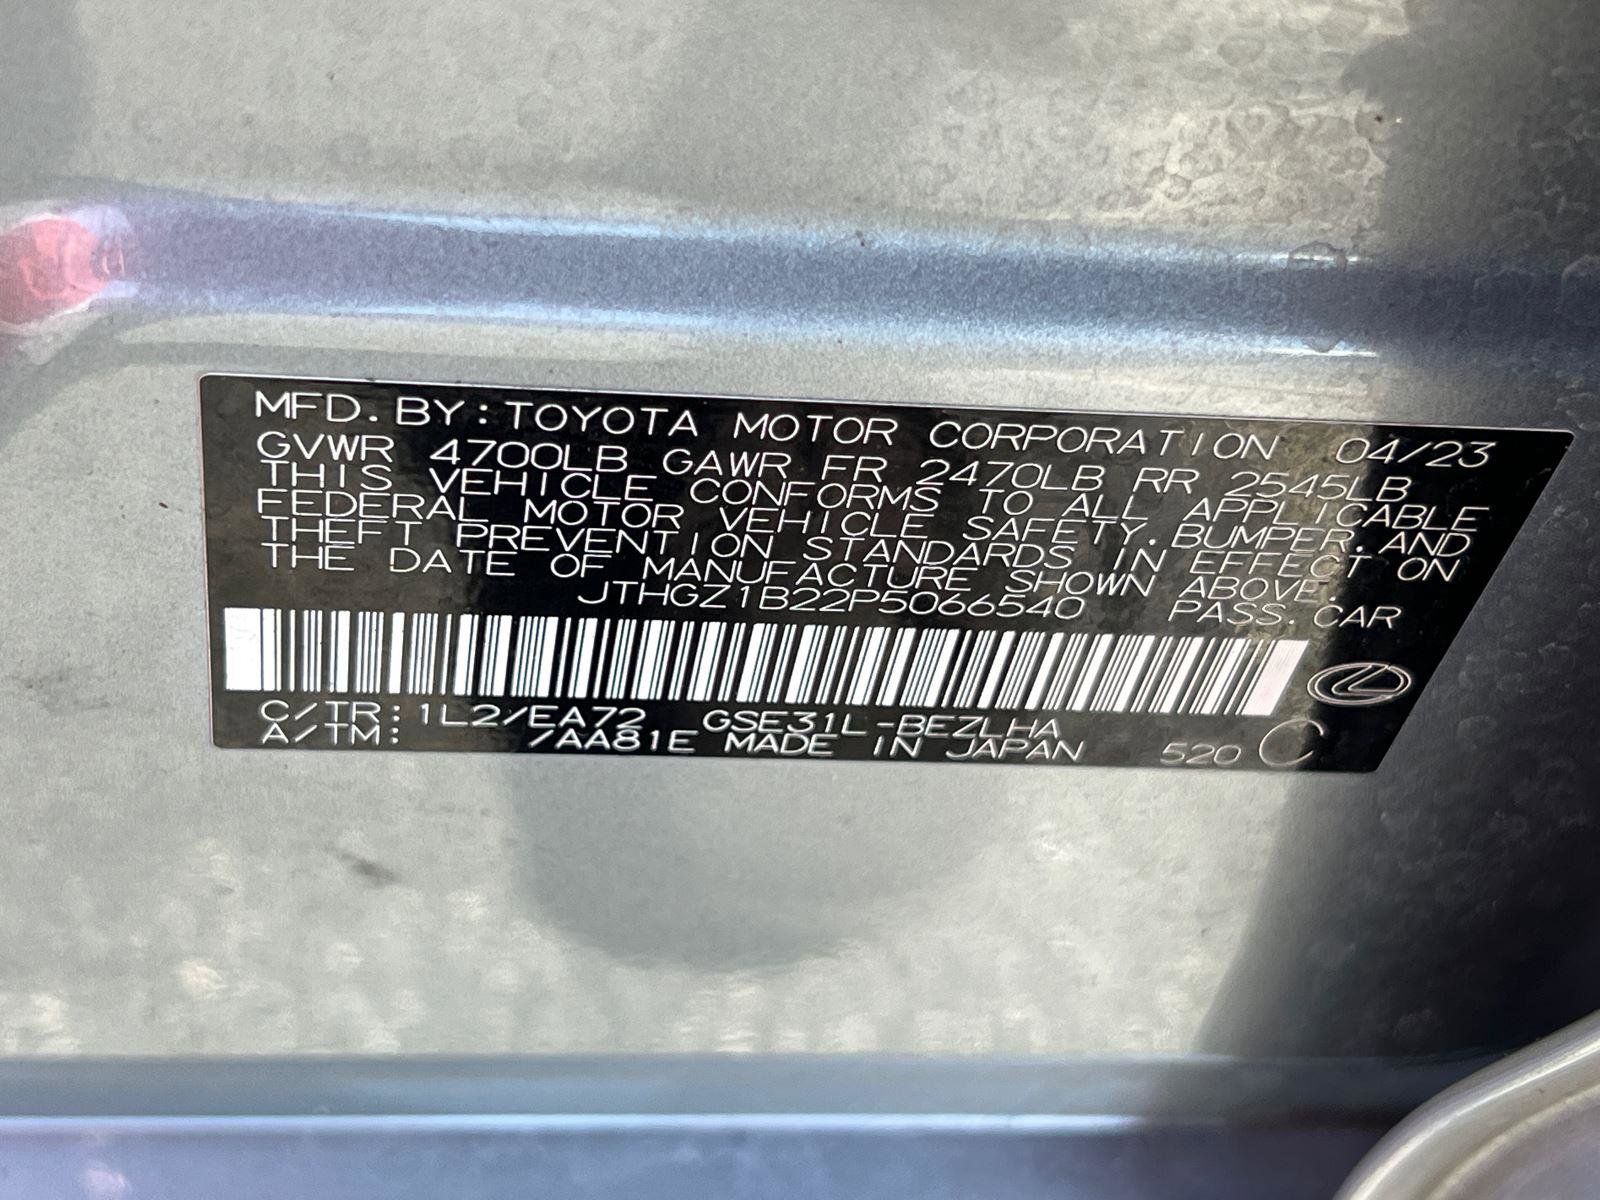 MFD. BY: TOYOTA MOTOR CORPORATION 04/23
GVWR 4700LB GAWR FR 2470LB RR 2545LB
THIS VEHICLE CONFORMS TO ALL APPLICABLE
FEDERAL MOTOR VEHICLE SAFETY, BUMPER, AND
THEFT PREVENTION STANDARDS IN EFFECT ON
THE DATE OF MANUFACTURE SHOWN ABOVE.
JTHGZ1B22P5066540 PASS. CAR
C/TR: 1L2/EA72 GSE31L-BEZLHA
A/TM: /AA81E MADE IN JAPAN 520 C